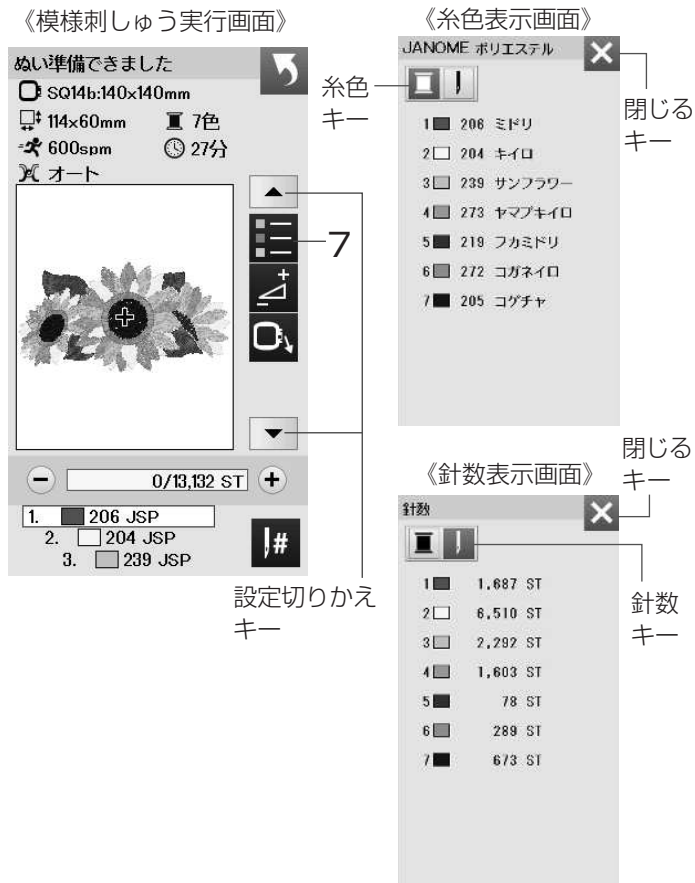 《模様刺しゅう実行画面》
ぬい準備できました
SQ14b:140x140mm
114x60mm 7色
600spm 27分
オート
7
0/13,132 ST
1. 206 JSP
2. 204 JSP
3. 239 JSP
#
設定切りかえ
キー
《糸色表示画面》
JANOME ポリエステル
糸色
キー
閉じる
キー
1 206 ミドリ
2 204 キイロ
3 239 サンフラワー
4 273 ヤマブキイロ
5 219 フカミドリ
6 272 コガネイロ
7 205 コゲチャ
《針数表示画面》
閉じる
キー
針数
1 1,687 ST
2 6,510 ST
3 2,292 ST
4 1,603 ST
5 78 ST
6 289 ST
7 673 ST
針数
キー